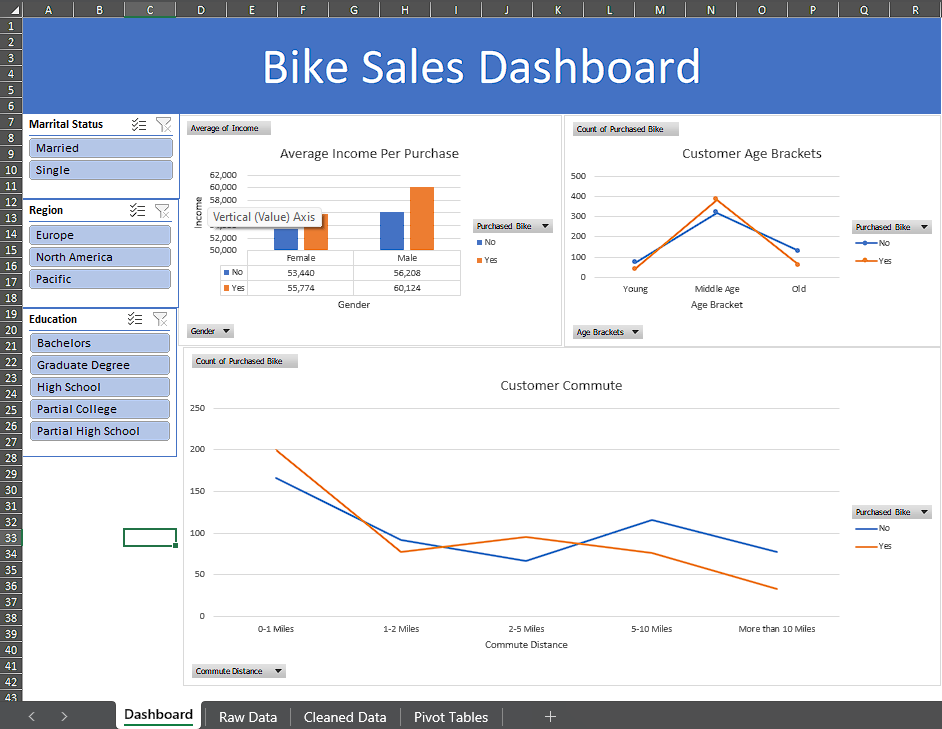 A B C D E F G H I J K L M N O P Q R
1
2
3
4
5
6
7
8
9
10
11
12
13
14
15
16
17
18
19
20
21
22
23
24
25
26
27
28
29
30
31
32
33
34
35
36
37
38
39
40
41
42
43
Bike Sales Dashboard
Marrital Status
Married
Single
Region
Europe
North America
Pacific
Education
Bachelors
Graduate Degree
High School
Partial College
Partial High School
Average of Income
Average Income Per Purchase
62,000
60,000
58,000
Vertical (Value) Axis
52,000
50,000
Income
Female Male
No 53,440 56,208
Yes 55,774 60,124
Gender
Purchased Bike
No
Yes
Gender
Count of Purchased Bike
Customer Age Brackets
500
400
300
200
100
0
Young Middle Age Old
Age Bracket
Purchased Bike
No
Yes
Age Brackets
Count of Purchased Bike
Customer Commute
250
200
150
100
50
0
0-1 Miles 1-2 Miles 2-5 Miles 5-10 Miles More than 10 Miles
Commute Distance
Purchased Bike
No
Yes
Commute Distance
Dashboard Raw Data Cleaned Data Pivot Tables